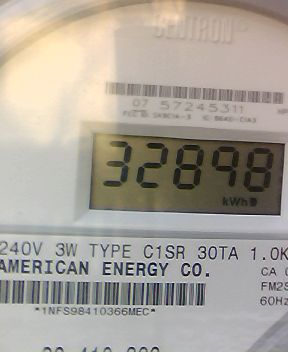 CENTRON®
07 57245311
32898
kWh
240V 3W TYPE C1SR 30TA 1.0K
AMERICAN ENERGY CO.
CA
FM2S
60Hz
*1NFS98410366MEC*